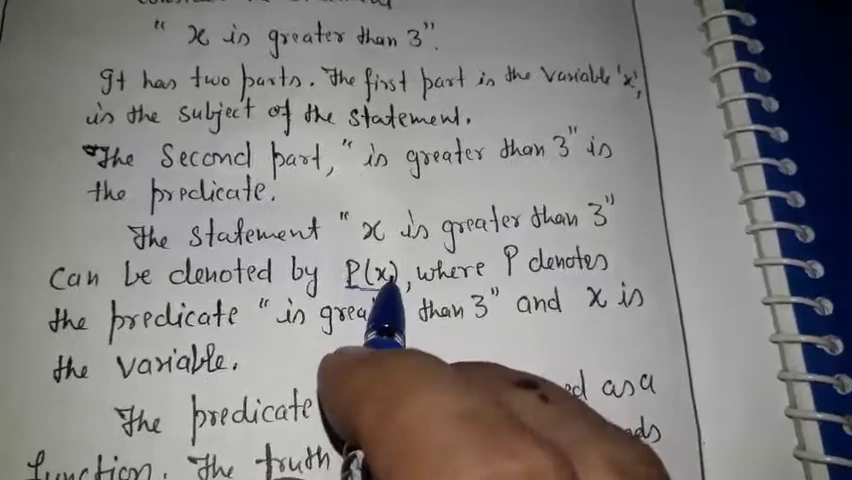 " x is greater than 3".
It has two parts. The first part is the variable 'x',
is the subject of the statement.
The second part, " is greater than 3" is
the predicate.
The statement " x is greater than 3"
can be denoted by P(x), where P denotes
the predicate "is grea than 3" and x is
the variable.
The predicate ed as a
function. The truth